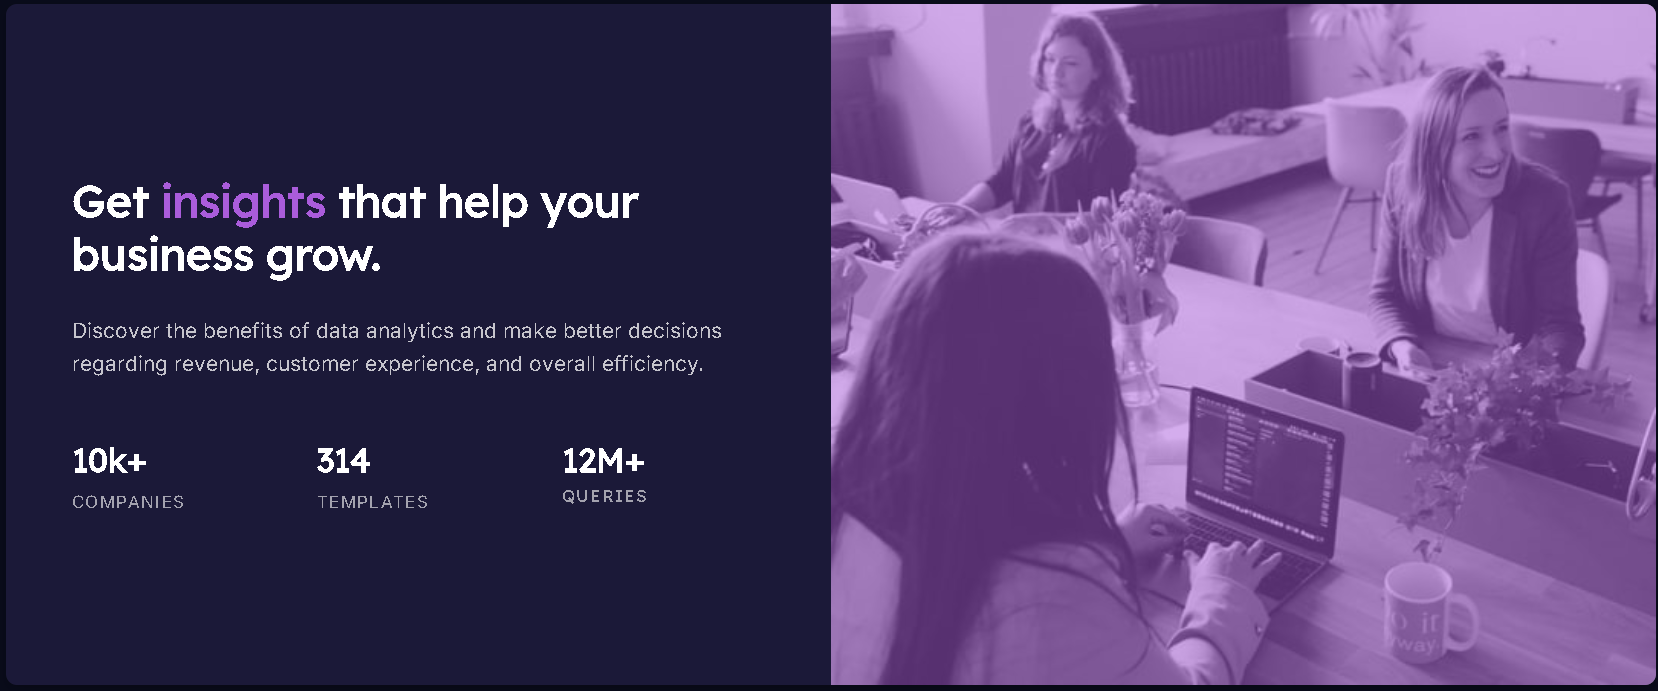 Get insights that help your
business grow.
Discover the benefits of data analytics and make better decisions
regarding revenue, customer experience, and overall efficiency.
10k+ 314 12M+
COMPANIES TEMPLATES QUERIES
it